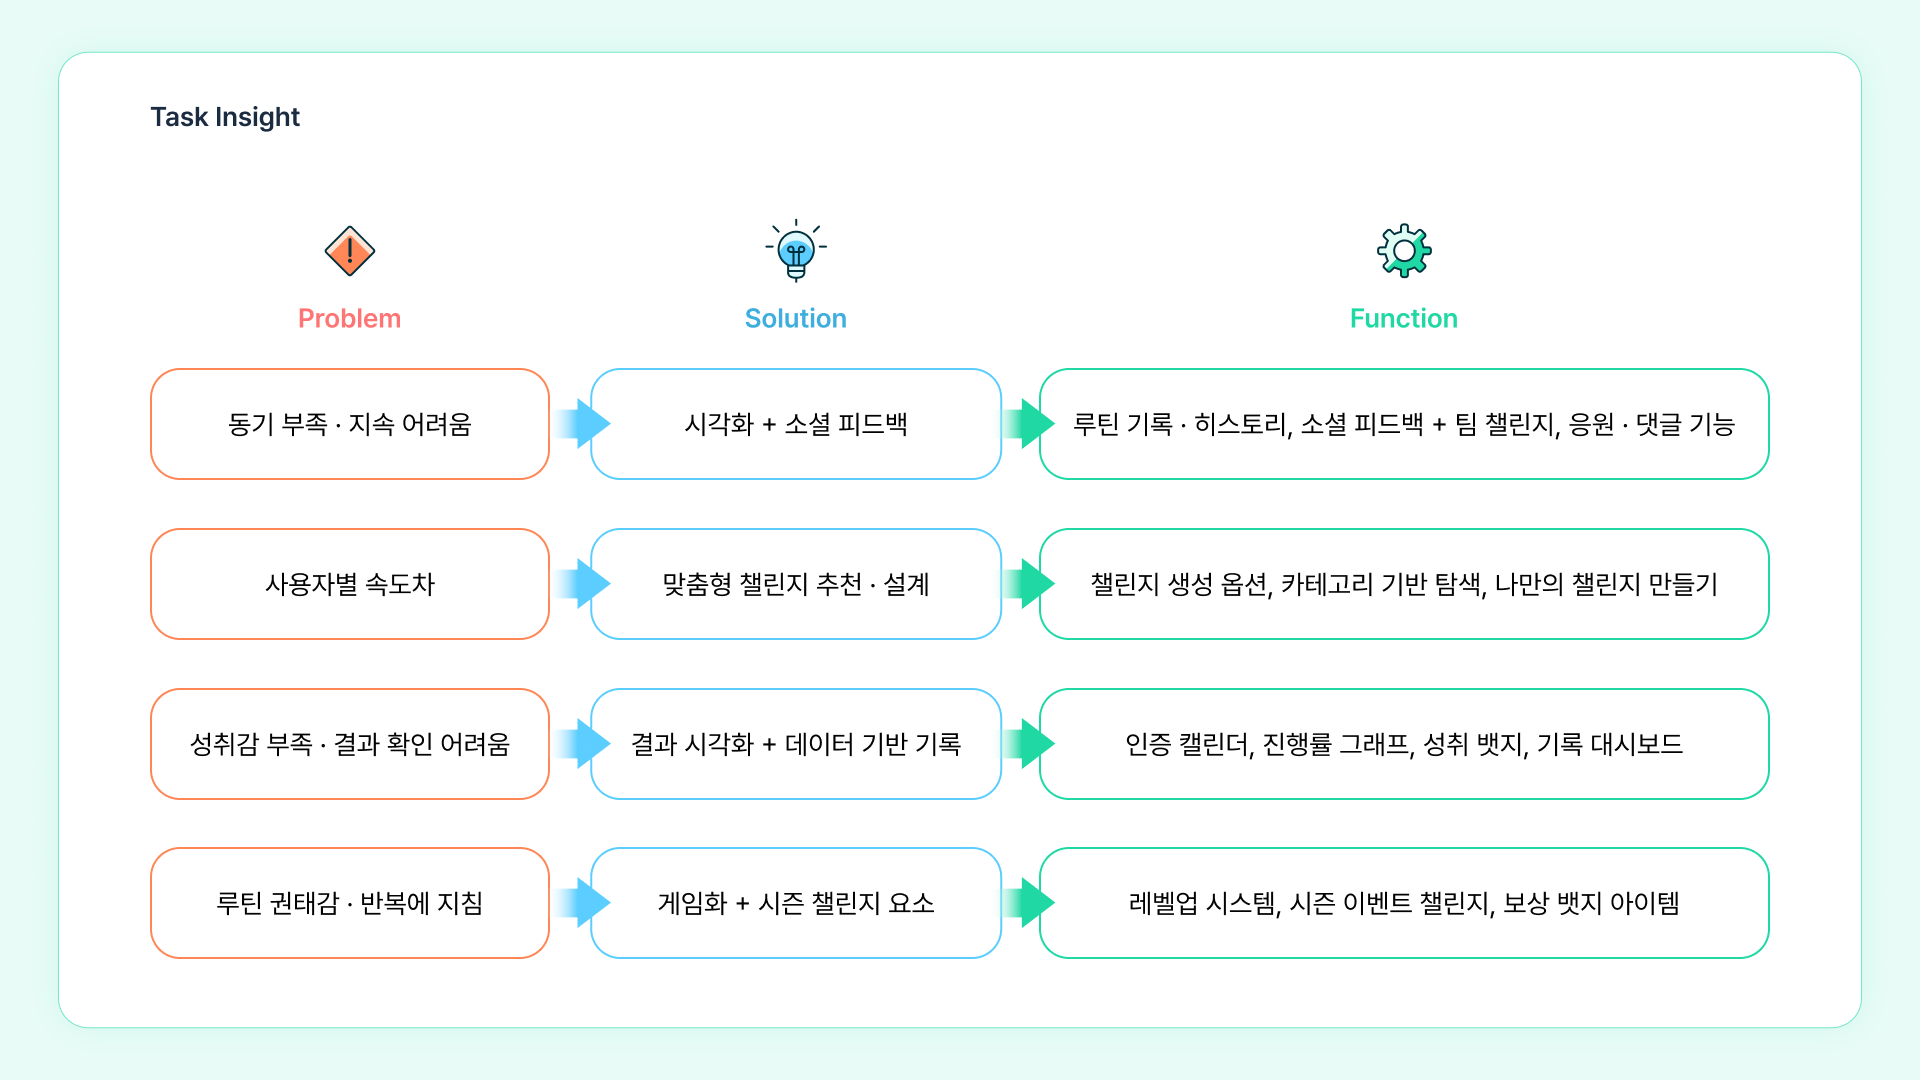 Task Insight
Problem
Solution
Function
동기 부족 · 지속 어려움
시각화 + 소셜 피드백
루틴 기록 · 히스토리, 소셜 피드백 + 팀 챌린지, 응원 · 댓글 기능
사용자별 속도차
맞춤형 챌린지 추천 · 설계
챌린지 생성 옵션, 카테고리 기반 탐색, 나만의 챌린지 만들기
성취감 부족 · 결과 확인 어려움
결과 시각화 + 데이터 기반 기록
인증 캘린더, 진행률 그래프, 성취 뱃지, 기록 대시보드
루틴 권태감 · 반복에 지침
게임화 + 시즌 챌린지 요소
레벨업 시스템, 시즌 이벤트 챌린지, 보상 뱃지 아이템